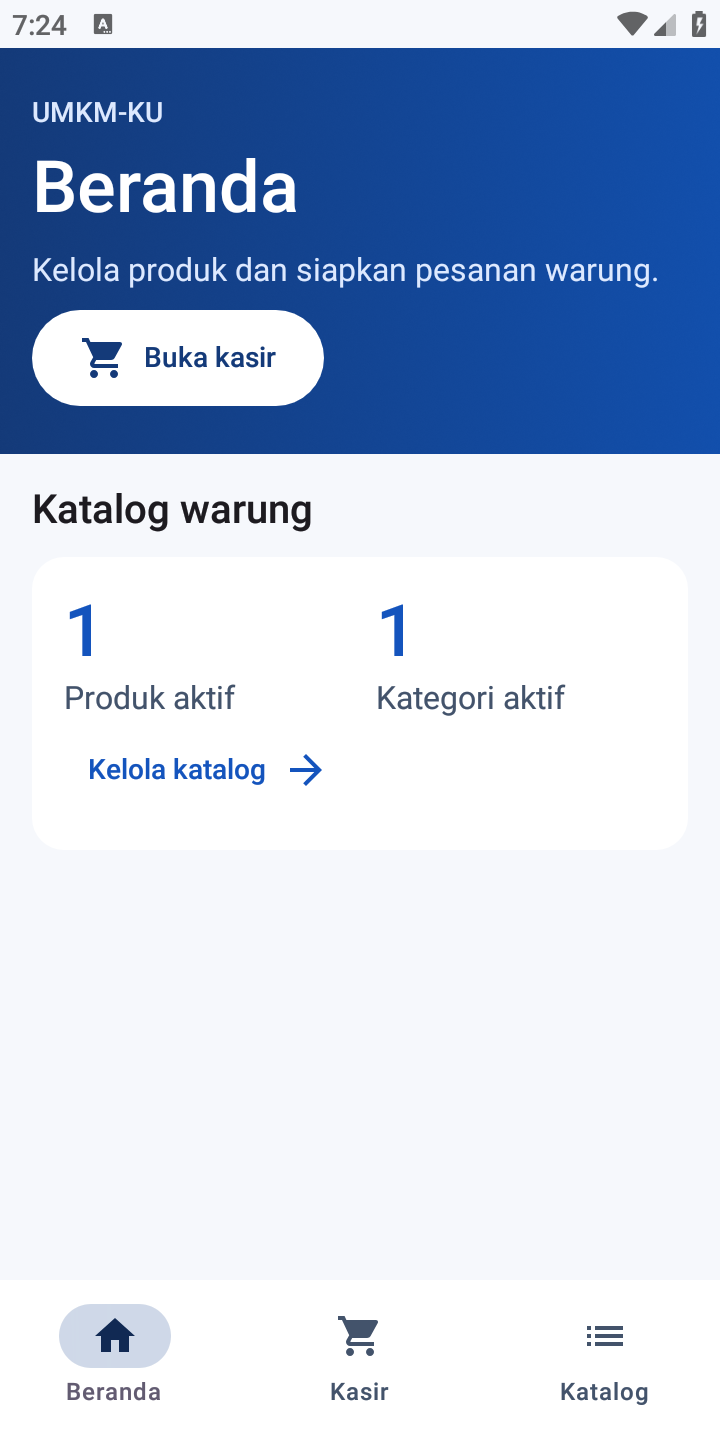 7:24
UMKM-KU
Beranda
Kelola produk dan siapkan pesanan warung.
Buka kasir
Katalog warung
1 1
Produk aktif Kategori aktif
Kelola katalog
Beranda Kasir Katalog